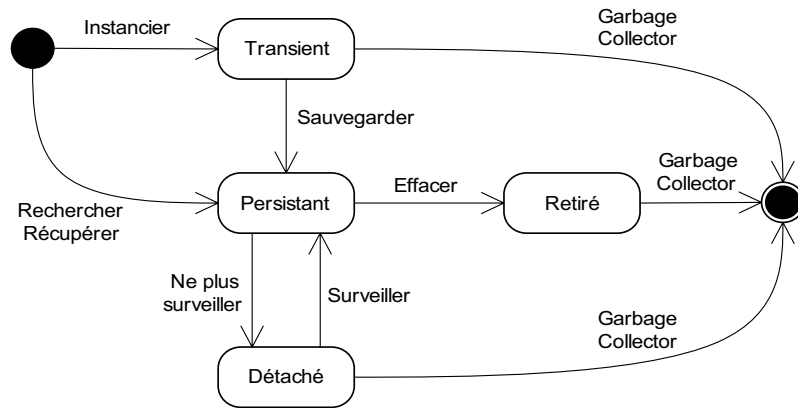 Instancier
Transient
Garbage
Collector
Sauvegarder
Rechercher
Récupérer
Persistant
Effacer
Retiré
Garbage
Collector
Ne plus
surveiller
Surveiller
Détaché
Garbage
Collector